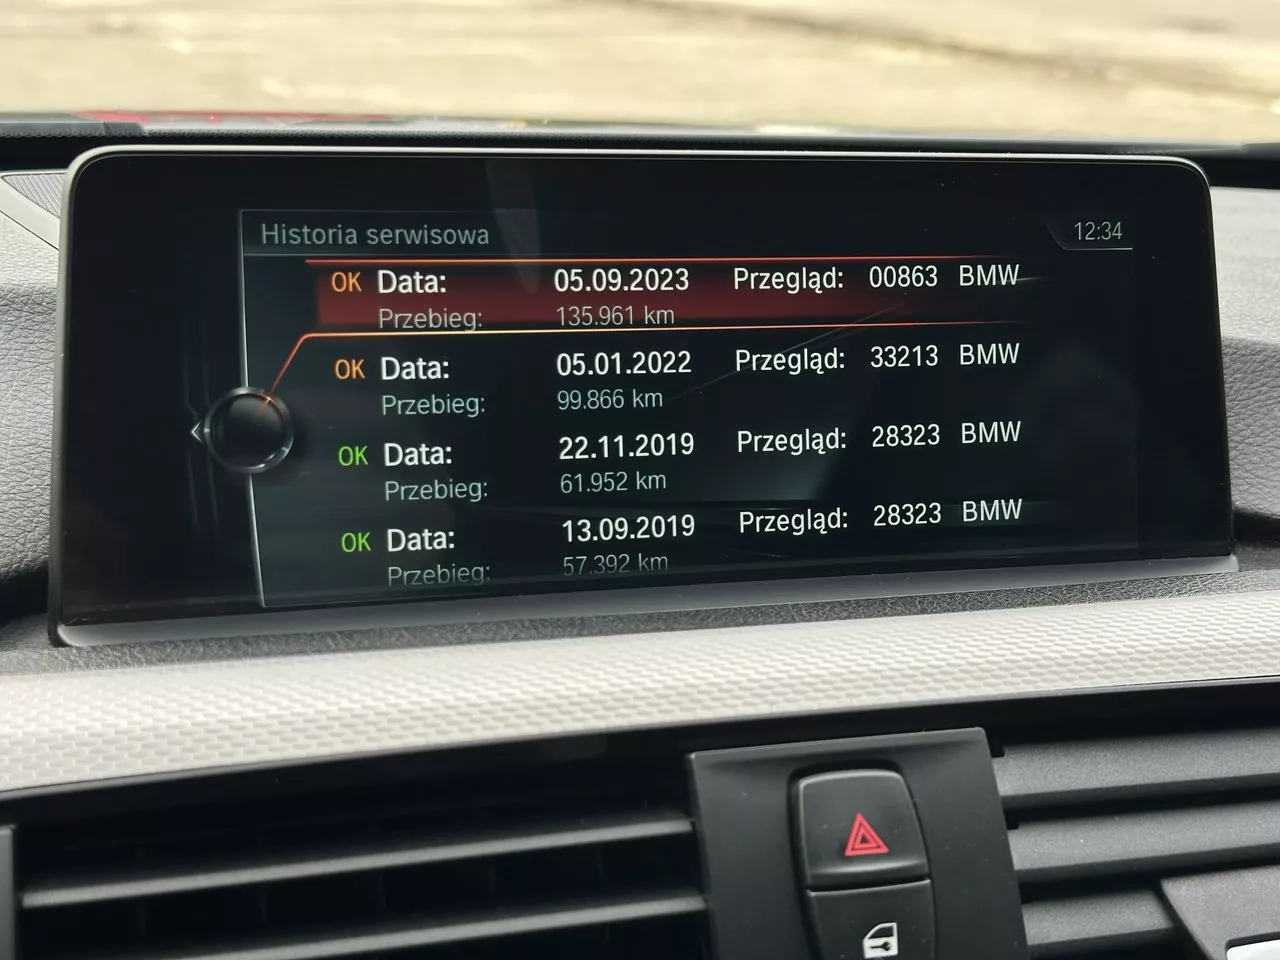 Historia serwisowa 12:34
OK Data: 05.09.2023 Przegląd: 00863 BMW
Przebieg: 135.961 km
OK Data: 05.01.2022 Przegląd: 33213 BMW
Przebieg: 99.866 km
OK Data: 22.11.2019 Przegląd: 28323 BMW
Przebieg: 61.952 km
OK Data: 13.09.2019 Przegląd: 28323 BMW
Przebieg: 57.392 km